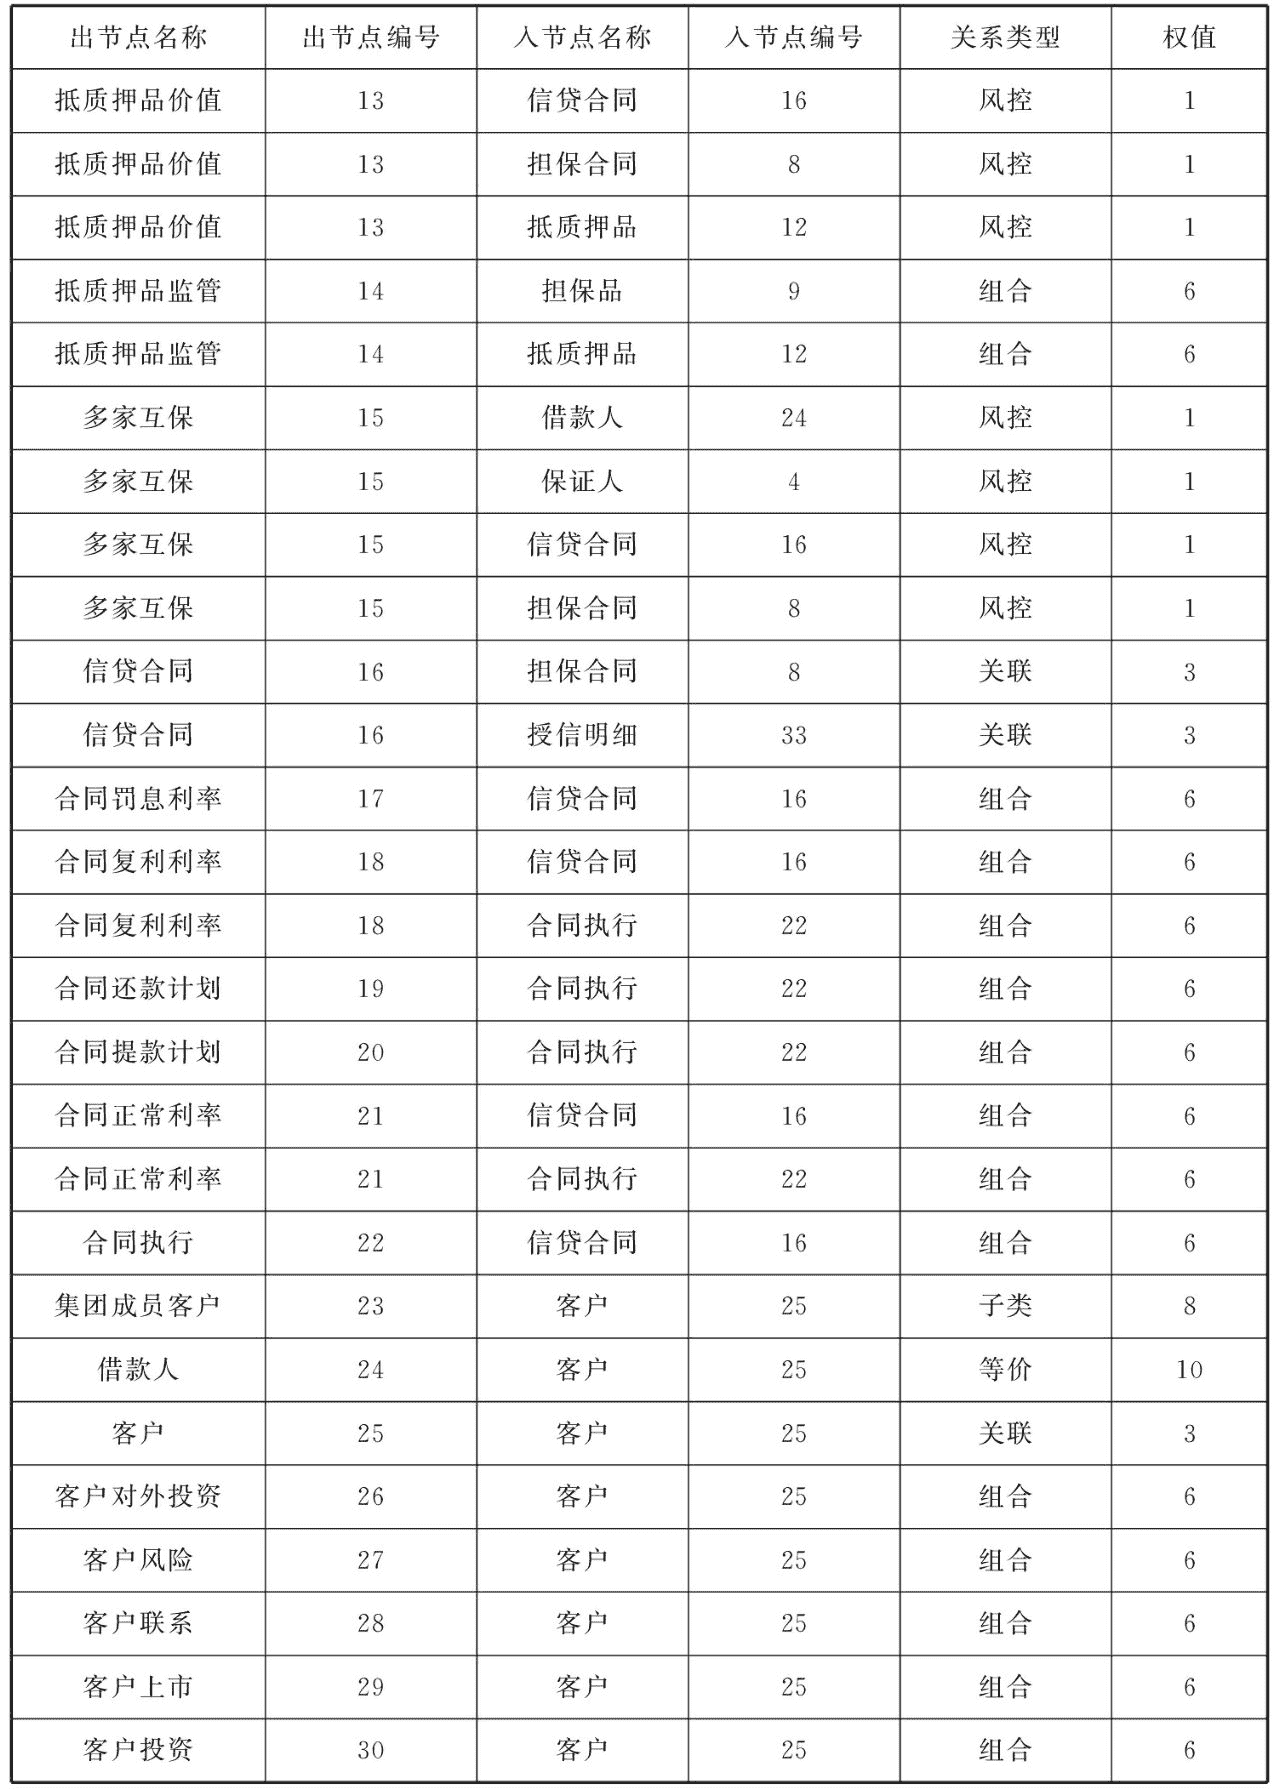 出节点名称 出节点编号 入节点名称 入节点编号 关系类型 权值
抵质押品价值 13 信贷合同 16 风控 1
抵质押品价值 13 担保合同 8 风控 1
抵质押品价值 13 抵质押品 12 风控 1
抵质押品监管 14 担保品 9 组合 6
抵质押品监管 14 抵质押品 12 组合 6
多家互保 15 借款人 24 风控 1
多家互保 15 保证人 4 风控 1
多家互保 15 信贷合同 16 风控 1
多家互保 15 担保合同 8 风控 1
信贷合同 16 担保合同 8 关联 3
信贷合同 16 授信明细 33 关联 3
合同罚息利率 17 信贷合同 16 组合 6
合同复利利率 18 信贷合同 16 组合 6
合同复利利率 18 合同执行 22 组合 6
合同还款计划 19 合同执行 22 组合 6
合同提款计划 20 合同执行 22 组合 6
合同正常利率 21 信贷合同 16 组合 6
合同正常利率 21 合同执行 22 组合 6
合同执行 22 信贷合同 16 组合 6
集团成员客户 23 客户 25 子类 8
借款人 24 客户 25 等价 10
客户 25 客户 25 关联 3
客户对外投资 26 客户 25 组合 6
客户风险 27 客户 25 组合 6
客户联系 28 客户 25 组合 6
客户上市 29 客户 25 组合 6
客户投资 30 客户 25 组合 6